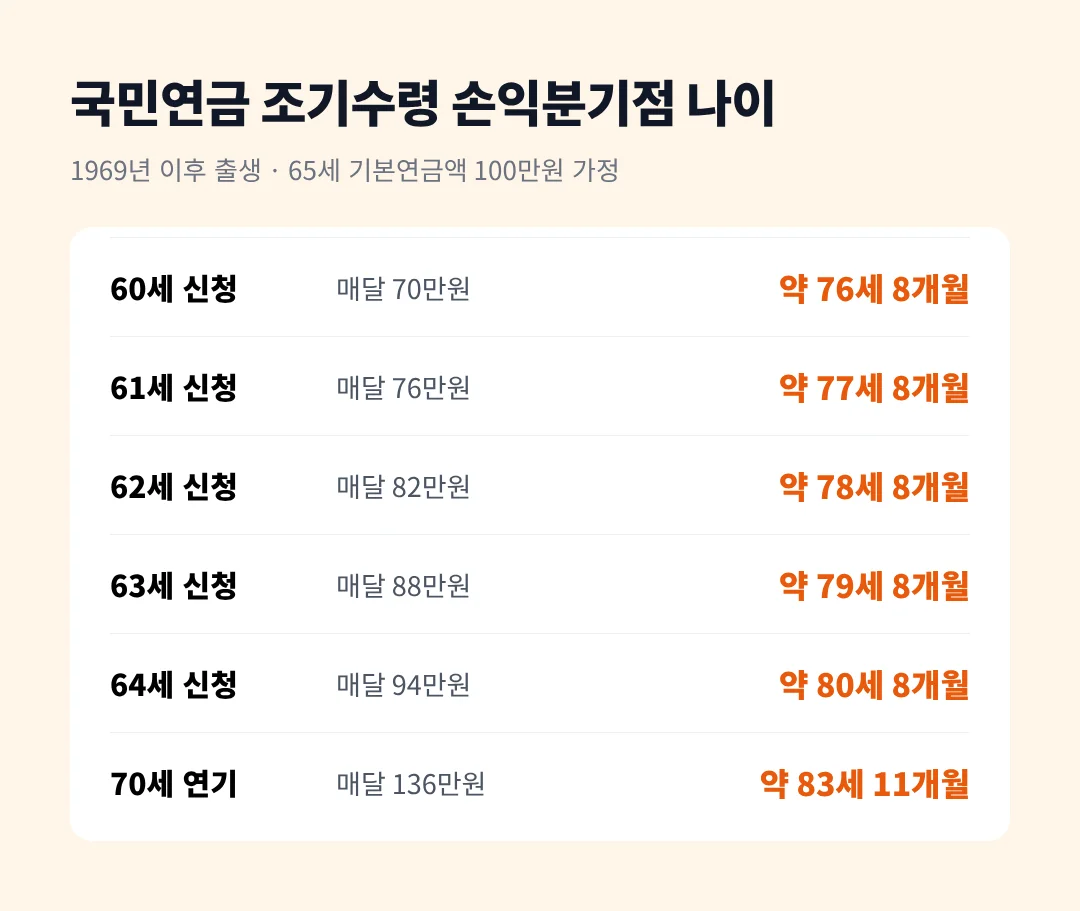 국민연금 조기수령 손익분기점 나이
1969년 이후 출생 · 65세 기본연금액 100만원 가정
60세 신청 매달 70만원 약 76세 8개월
61세 신청 매달 76만원 약 77세 8개월
62세 신청 매달 82만원 약 78세 8개월
63세 신청 매달 88만원 약 79세 8개월
64세 신청 매달 94만원 약 80세 8개월
70세 연기 매달 136만원 약 83세 11개월